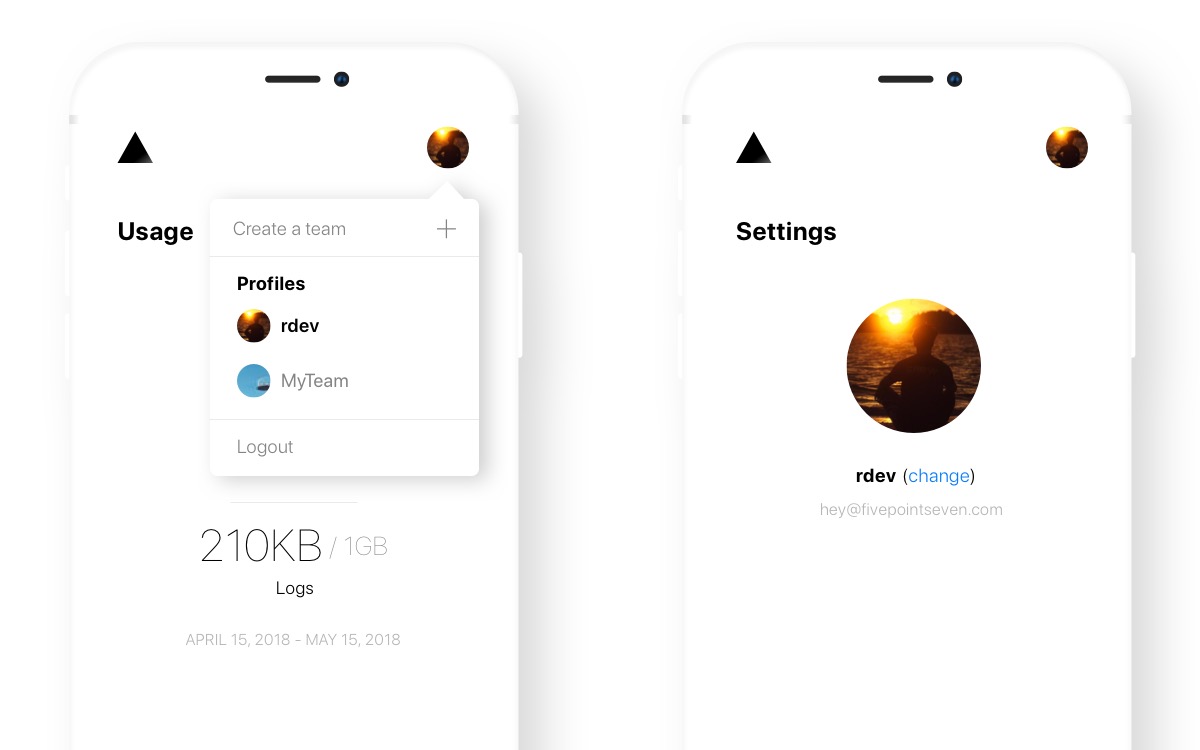 Usage
Create a team
Profiles
rdev
MyTeam
Logout
210KB / 1GB
Logs
APRIL 15, 2018 - MAY 15, 2018
Settings
rdev (change)
hey@fivepointseven.com